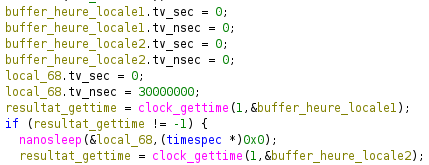 buffer_heure_locale1.tv_sec = 0;
buffer_heure_locale1.tv_nsec = 0;
buffer_heure_locale2.tv_sec = 0;
buffer_heure_locale2.tv_nsec = 0;
local_68.tv_sec = 0;
local_68.tv_nsec = 30000000;
resultat_gettime = clock_gettime(1,&buffer_heure_locale1);
if (resultat_gettime != -1) {
nanosleep(&local_68,(timespec *)0x0);
resultat_gettime = clock_gettime(1,&buffer_heure_locale2);